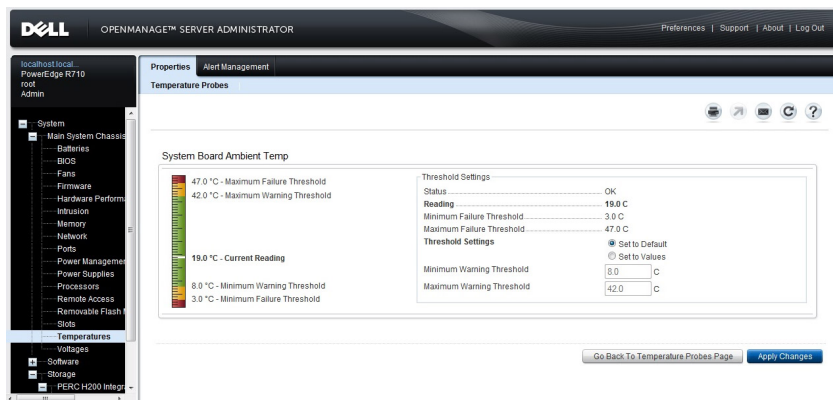 DELL
OPENMANAGE™ SERVER ADMINISTRATOR
Preferences | Support | About | Log Out
localhost.local...
PowerEdge R710
root
Admin
Properties
Alert Management
Temperature Probes
System
Main System Chassis
Batteries
BIOS
Fans
Firmware
Hardware Performa
Intrusion
Memory
Network
Ports
Power Managemer
Power Supplies
Processors
Remote Access
Removable Flash M
Slots
Temperatures
Voltages
Software
Storage
PERC H200 Integra
System Board Ambient Temp
47.0 °C - Maximum Failure Threshold
42.0 °C - Maximum Warning Threshold
19.0 °C - Current Reading
8.0 °C - Minimum Warning Threshold
3.0 °C - Minimum Failure Threshold
Threshold Settings
Status OK
Reading 19.0 C
Minimum Failure Threshold 3.0 C
Maximum Failure Threshold 47.0 C
Threshold Settings Set to Default
Set to Values
Minimum Warning Threshold 8.0 C
Maximum Warning Threshold 42.0 C
Go Back To Temperature Probes Page
Apply Changes